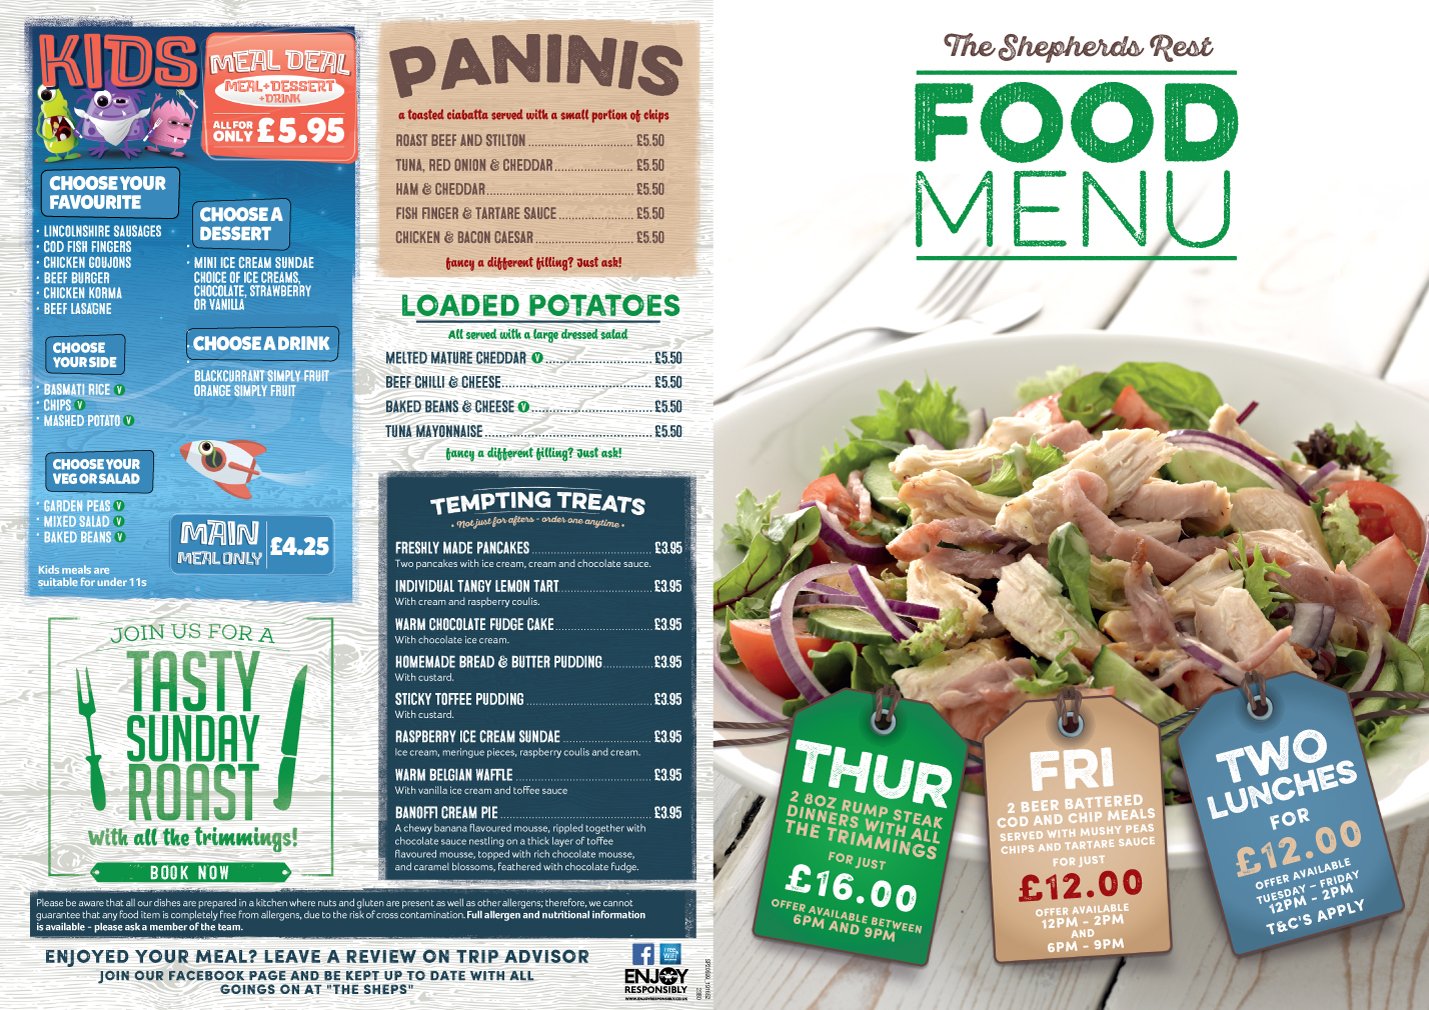 KIDS
MEAL DEAL
MEAL+DESSERT
+DRINK
ALL FOR
ONLY £5.95
CHOOSE YOUR
FAVOURITE
· LINCOLNSHIRE SAUSAGES
· COD FISH FINGERS
· CHICKEN GOUJONS
· BEEF BURGER
· CHICKEN KORMA
· BEEF LASAGNE
CHOOSE
YOUR SIDE
· BASMATI RICE V
· CHIPS V
· MASHED POTATO V
CHOOSE YOUR
VEG OR SALAD
· GARDEN PEAS V
· MIXED SALAD V
· BAKED BEANS V
Kids meals are
suitable for under 11s
CHOOSE A
DESSERT
· MINI ICE CREAM SUNDAE
CHOICE OF ICE CREAMS,
CHOCOLATE, STRAWBERRY
OR VANILLA
CHOOSE A DRINK
BLACKCURRANT SIMPLY FRUIT
ORANGE SIMPLY FRUIT
MAIN
MEAL ONLY £4.25
JOIN US FOR A
TASTY
SUNDAY
ROAST
With all the trimmings!
BOOK NOW
PANINIS
a toasted ciabatta served with a small portion of chips
ROAST BEEF AND STILTON £5.50
TUNA, RED ONION & CHEDDAR £5.50
HAM & CHEDDAR £5.50
FISH FINGER & TARTARE SAUCE £5.50
CHICKEN & BACON CAESAR £5.50
fancy a different filling? Just ask!
LOADED POTATOES
All served with a large dressed salad
MELTED MATURE CHEDDAR V £5.50
BEEF CHILLI & CHEESE £5.50
BAKED BEANS & CHEESE V £5.50
TUNA MAYONNAISE £5.50
fancy a different filling? Just ask!
TEMPTING TREATS
• Not just for afters - order one anytime •
FRESHLY MADE PANCAKES £3.95
Two pancakes with ice cream, cream and chocolate sauce.
INDIVIDUAL TANGY LEMON TART £3.95
With cream and raspberry coulis.
WARM CHOCOLATE FUDGE CAKE £3.95
With chocolate ice cream.
HOMEMADE BREAD & BUTTER PUDDING £3.95
With custard.
STICKY TOFFEE PUDDING £3.95
With custard.
RASPBERRY ICE CREAM SUNDAE £3.95
Ice cream, meringue pieces, raspberry coulis and cream.
WARM BELGIAN WAFFLE £3.95
With vanilla ice cream and toffee sauce
BANOFFI CREAM PIE £3.95
A chewy banana flavoured mousse, rippled together with
chocolate sauce nestling on a thick layer of toffee
flavoured mousse, topped with rich chocolate mousse,
and caramel blossoms, feathered with chocolate fudge.
Please be aware that all our dishes are prepared in a kitchen where nuts and gluten are present as well as other allergens; therefore, we cannot
guarantee that any food item is completely free from allergens, due to the risk of cross contamination. Full allergen and nutritional information
is available - please ask a member of the team.
ENJOYED YOUR MEAL? LEAVE A REVIEW ON TRIP ADVISOR
JOIN OUR FACEBOOK PAGE AND BE KEPT UP TO DATE WITH ALL
GOINGS ON AT "THE SHEPS"
f
FREE
WiFi
ENJOY
RESPONSIBLY
The Shepherds Rest
FOOD
MENU
THUR
2 8OZ RUMP STEAK
DINNERS WITH ALL
THE TRIMMINGS
FOR JUST
£16.00
OFFER AVAILABLE BETWEEN
6PM AND 9PM
FRI
2 BEER BATTERED
COD AND CHIP MEALS
SERVED WITH MUSHY PEAS
CHIPS AND TARTARE SAUCE
FOR JUST
£12.00
OFFER AVAILABLE
12PM - 2PM
AND
6PM - 9PM
TWO
LUNCHES
FOR
£12.00
OFFER AVAILABLE
TUESDAY - FRIDAY
12PM - 2PM
T&C'S APPLY